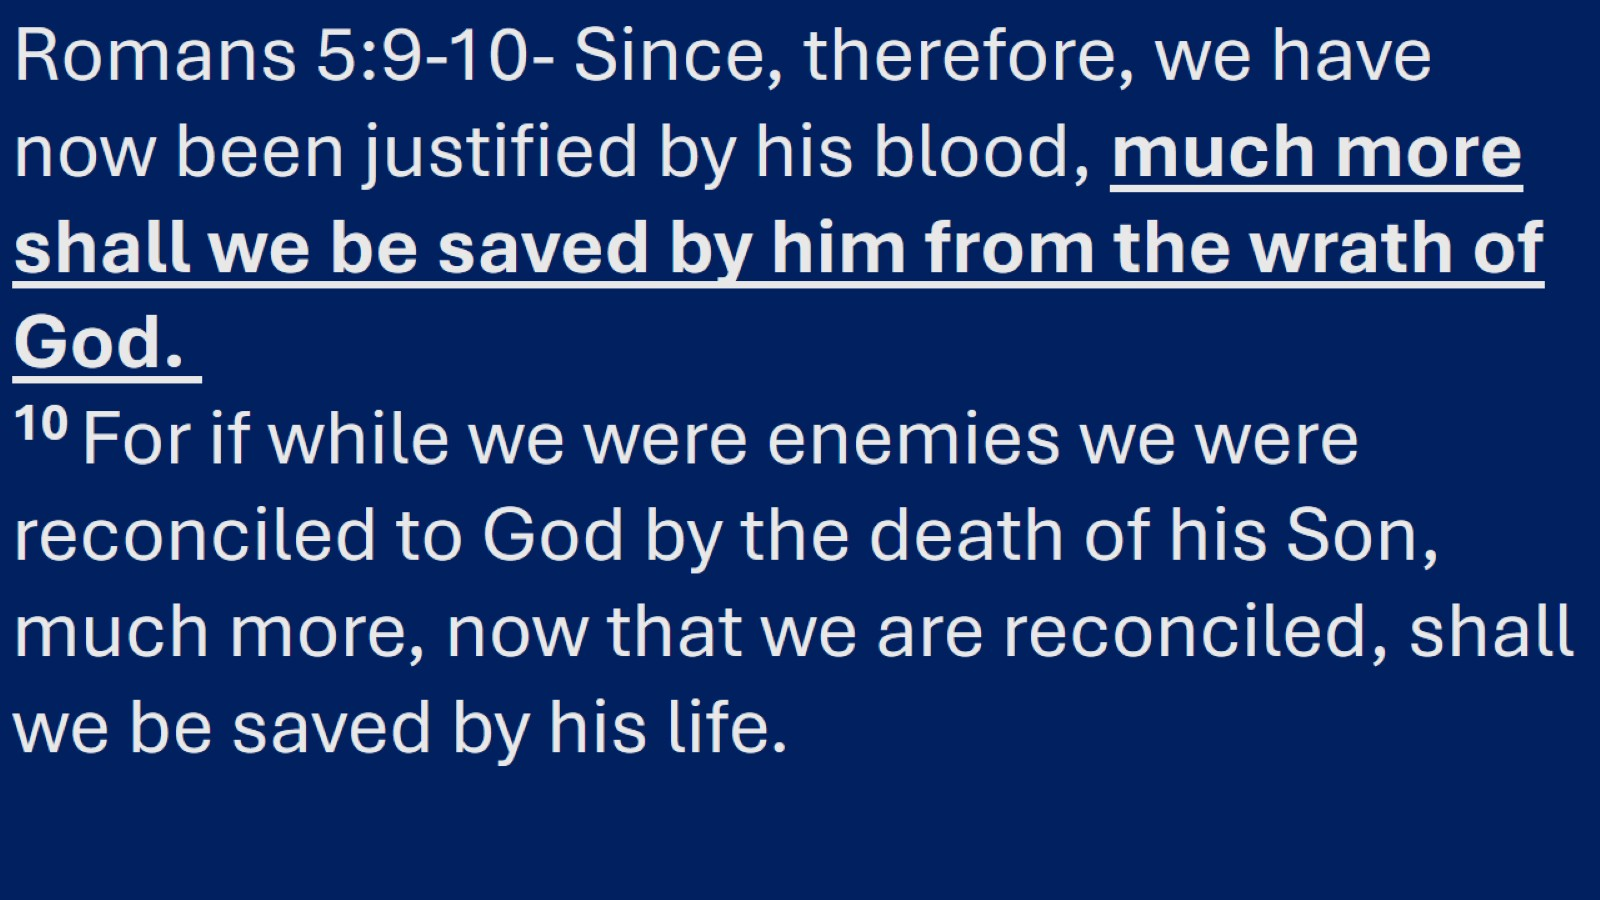 Romans 5:9-10- Since, therefore, we have
now been justified by his blood, much more
shall we be saved by him from the wrath of
God.
10 For if while we were enemies we were
reconciled to God by the death of his Son,
much more, now that we are reconciled, shall
we be saved by his life.